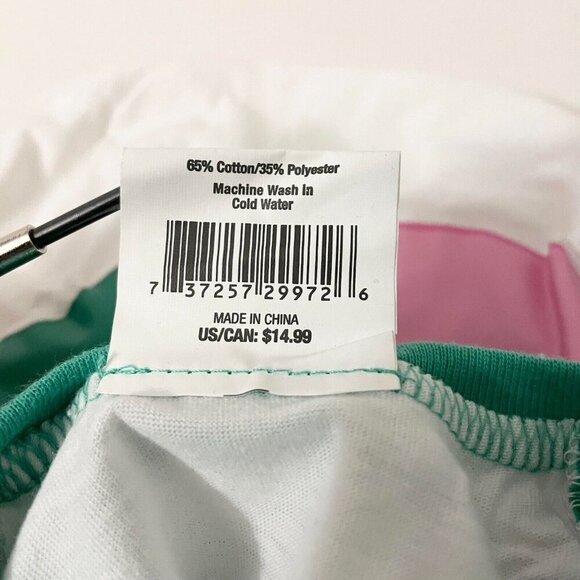 65% Cotton/35% Polyester
Machine Wash In
Cold Water
7 37257 29972 6
MADE IN CHINA
US/CAN: $14.99